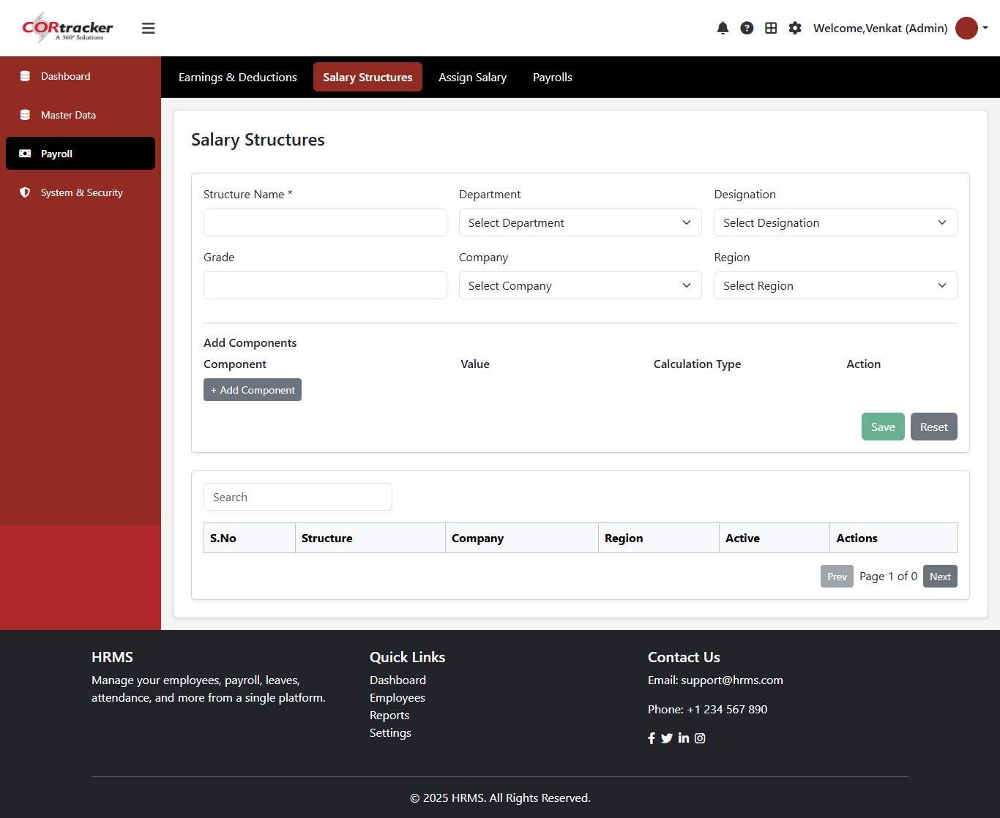 CORtracker
A 360° Solutions
Welcome,Venkat (Admin)
Dashboard
Master Data
Payroll
System & Security
Earnings & Deductions
Salary Structures
Assign Salary
Payrolls
Salary Structures
Structure Name *
Department
Designation
Select Department
Select Designation
Grade
Company
Region
Select Company
Select Region
Add Components
Component
Value
Calculation Type
Action
+ Add Component
Save
Reset
Search
S.No
Structure
Company
Region
Active
Actions
Prev
Page 1 of 0
Next
HRMS
Manage your employees, payroll, leaves,
attendance, and more from a single platform.
Quick Links
Dashboard
Employees
Reports
Settings
Contact Us
Email: support@hrms.com
Phone: +1 234 567 890
© 2025 HRMS. All Rights Reserved.